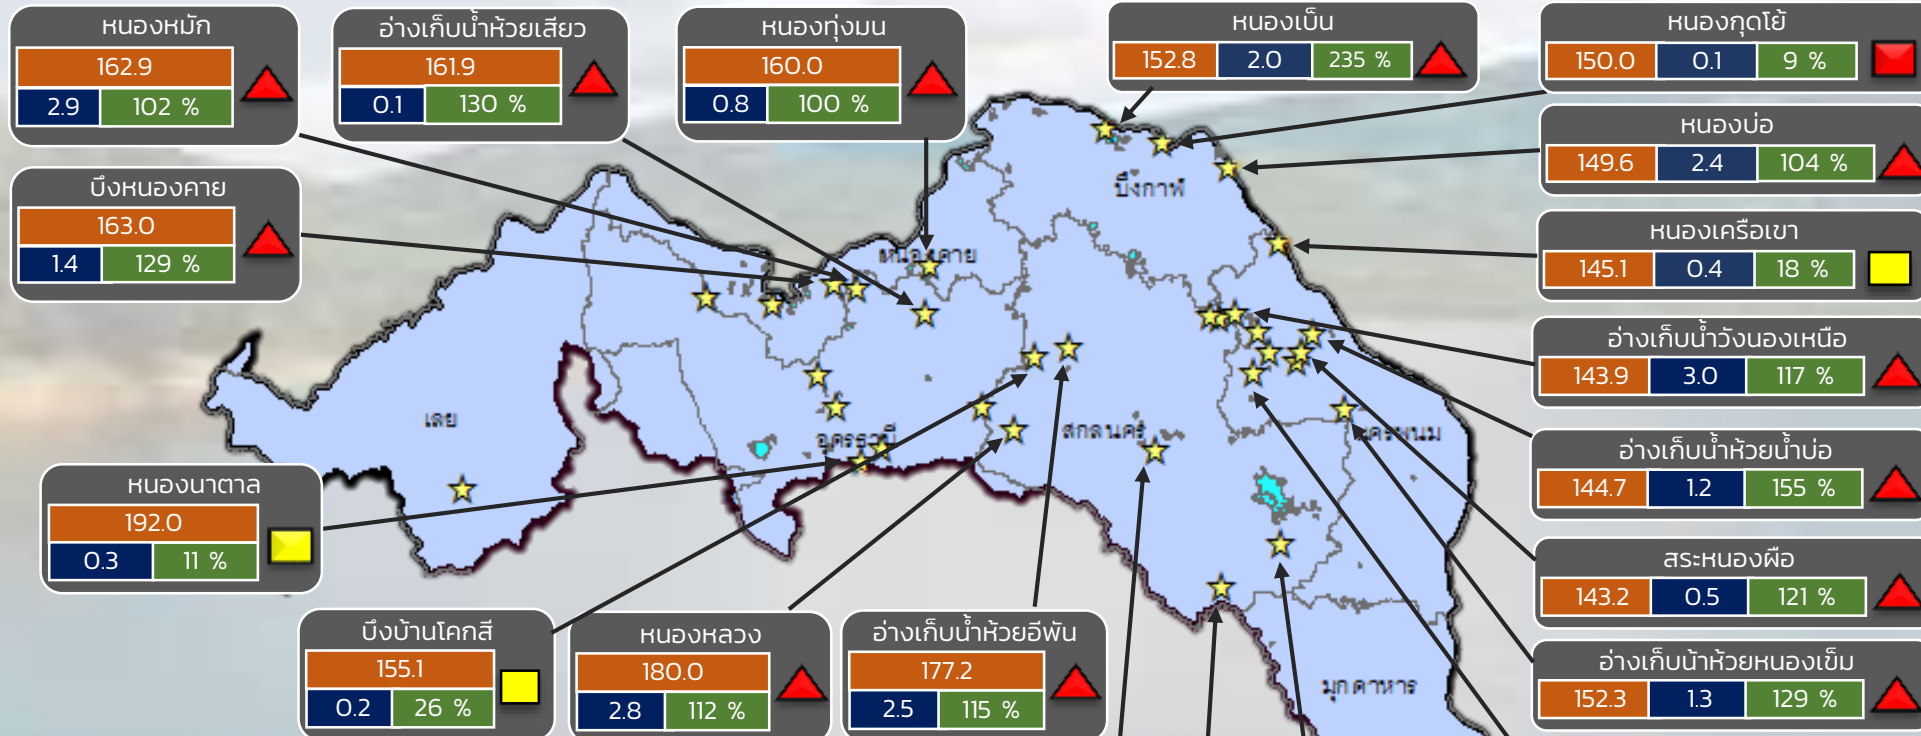 หนองหมัก
162.9
2.9 102 %
อ่างเก็บน้ำห้วยเสียว
161.9
0.1 130 %
หนองทุ่งมน
160.0
0.8 100 %
หนองเบ็น
152.8 2.0 235 %
หนองกุดโย้
150.0 0.1 9 %
หนองบ่อ
149.6 2.4 104 %
บึงหนองคาย
163.0
1.4 129 %
หนองเครือเขา
145.1 0.4 18 %
อ่างเก็บน้ำวังนองเหนือ
143.9 3.0 117 %
อ่างเก็บน้ำห้วยน้ำบ่อ
144.7 1.2 155 %
สระหนองผือ
143.2 0.5 121 %
อ่างเก็บน้าห้วยหนองเข็ม
152.3 1.3 129 %
หนองนาตาล
192.0
0.3 11 %
บึงบ้านโคกสี
155.1
0.2 26 %
หนองหลวง
180.0
2.8 112 %
อ่างเก็บน้ำห้วยอีพัน
177.2
2.5 115 %
บึงกาฬ
หนองคาย
เลย
อุดรธานี
สกลนคร
นครพนม
มุกดาหาร